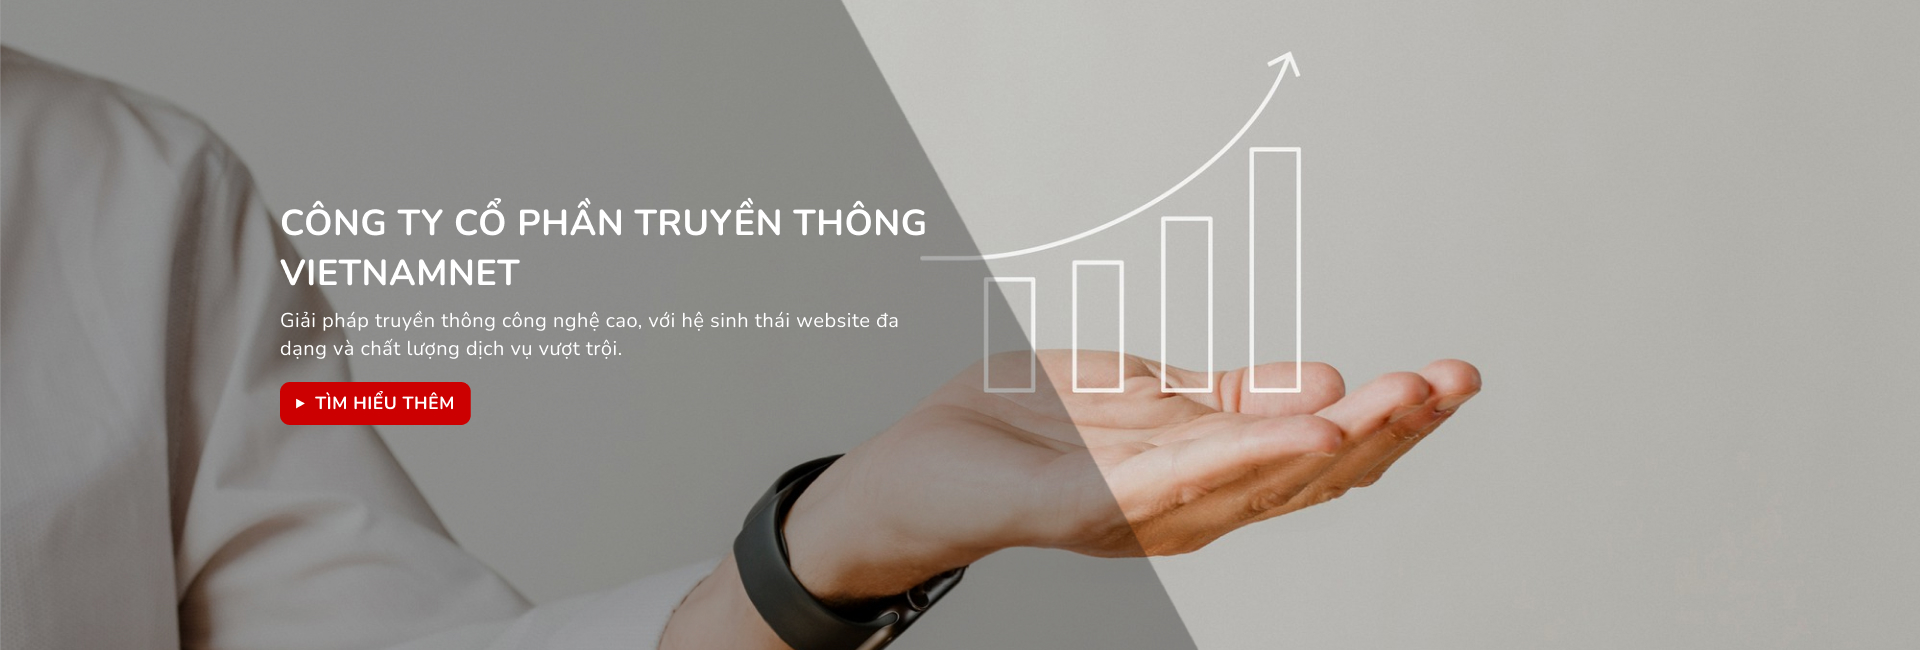 CÔNG TY CỔ PHẦN TRUYỀN THÔNG
VIETNAMNET
Giải pháp truyền thông công nghệ cao, với hệ sinh thái website đa
dạng và chất lượng dịch vụ vượt trội.
▶ TÌM HIỂU THÊM